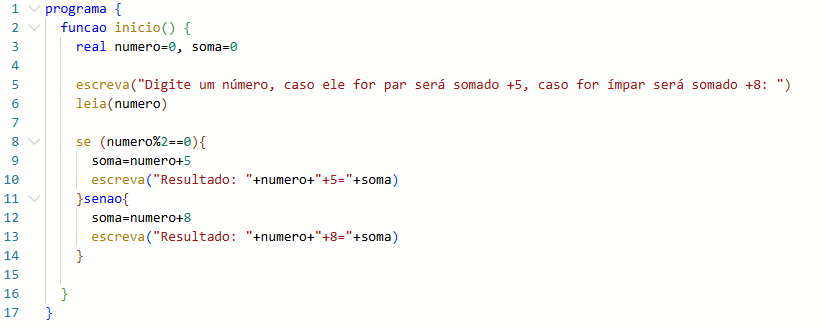 1 programa {
2 funcao inicio() {
3 real numero=0, soma=0
4
5 escreva("Digite um número, caso ele for par será somado +5, caso for ímpar será somado +8: ")
6 leia(numero)
7
8 se (numero%2==0){
9 soma=numero+5
10 escreva("Resultado: "+numero+"+5="+soma)
11 }senao{
12 soma=numero+8
13 escreva("Resultado: "+numero+"+8="+soma)
14 }
15
16 }
17 }